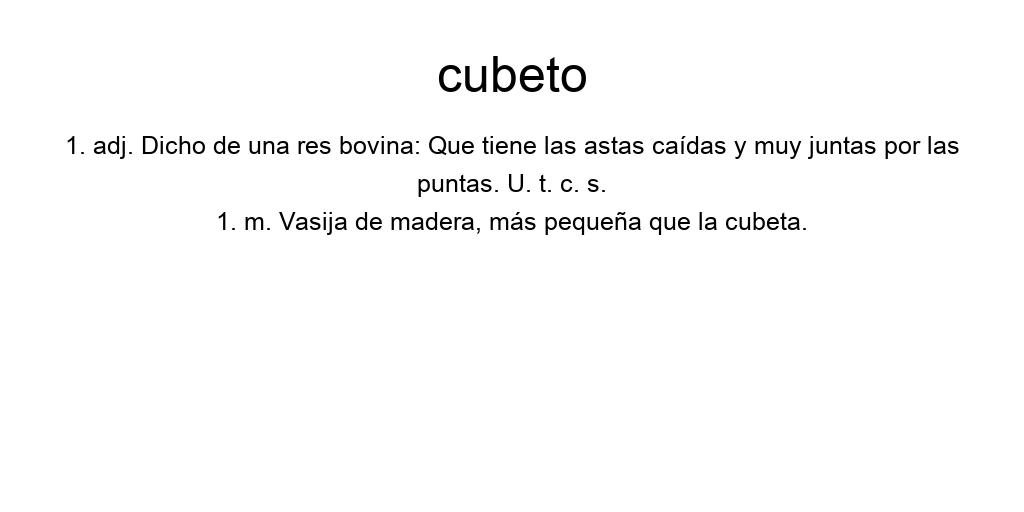 cubeto
1. adj. Dicho de una res bovina: Que tiene las astas caídas y muy juntas por las
puntas. U. t. c. s.
1. m. Vasija de madera, más pequeña que la cubeta.